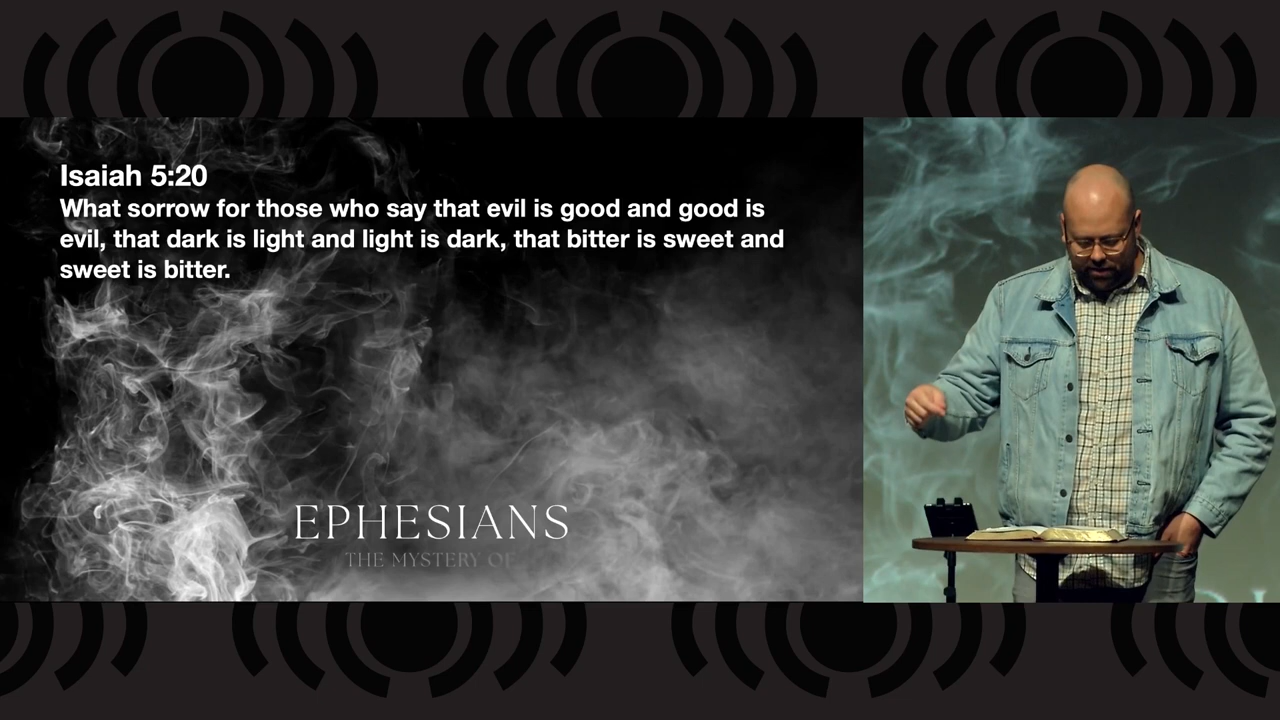 Isaiah 5:20
What sorrow for those who say that evil is good and good is
evil, that dark is light and light is dark, that bitter is sweet and
sweet is bitter.
EPHESIANS
THE MYSTERY OF